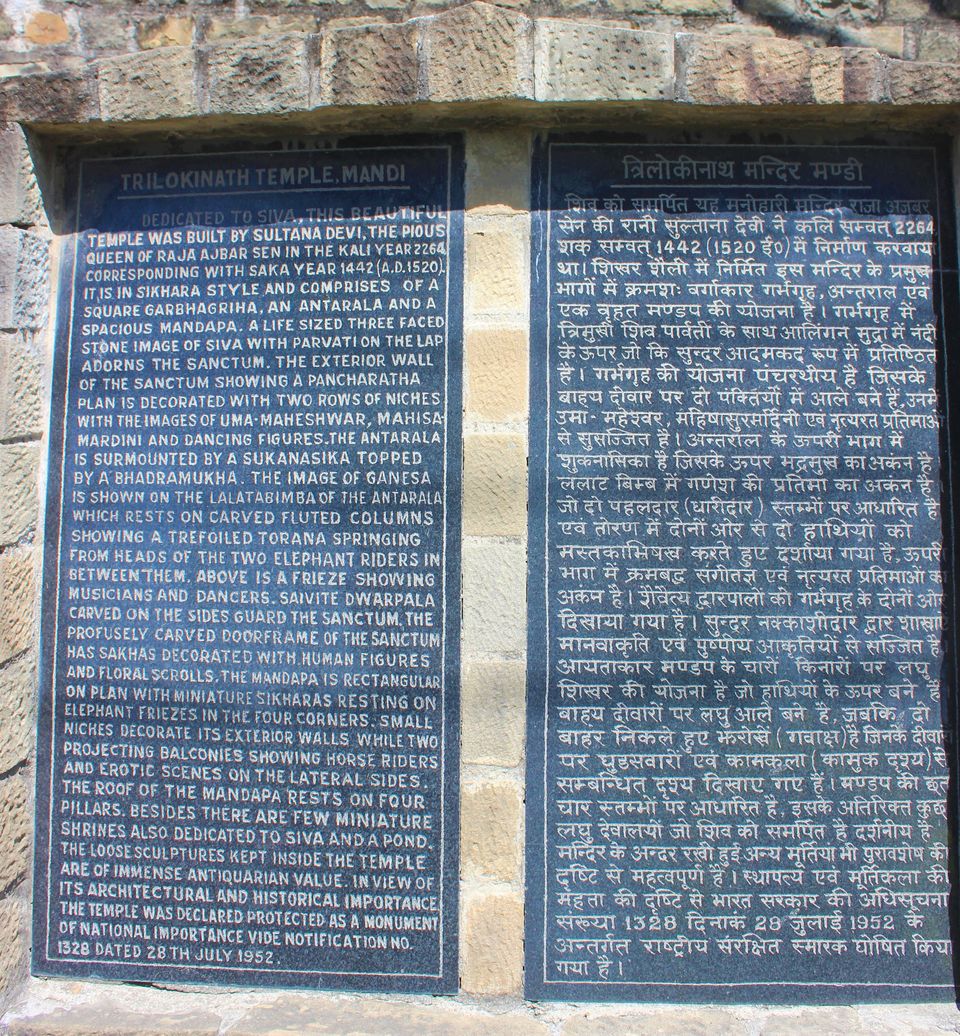 TRILOKINATH TEMPLE, MANDI
DEDICATED TO SIVA, THIS BEAUTIFUL
TEMPLE WAS BUILT BY SULTANA DEVI, THE PIOUS
QUEEN OF RAJA AJBAR SEN IN THE KALI YEAR 2264
CORRESPONDING WITH SAKA YEAR 1442 (A.D.1520).
IT IS IN SIKHARA STYLE AND COMPRISES OF A
SQUARE GARBHAGRIHA, AN ANTARALA AND A
SPACIOUS MANDAPA. A LIFE SIZED THREE FACED
STONE IMAGE OF SIVA WITH PARVATI ON THE LAP
ADORNS THE SANCTUM. THE EXTERIOR WALL
OF THE SANCTUM SHOWING A PANCHARATHA
PLAN IS DECORATED WITH TWO ROWS OF NICHES
WITH THE IMAGES OF UMA-MAHESHWAR, MAHISA-
MARDINI AND DANCING FIGURES. THE ANTARALA
IS SURMOUNTED BY A SUKANASIKA TOPPED
BY A BHADRAMUKHA. THE IMAGE OF GANESA
IS SHOWN ON THE LALATABIMBA OF THE ANTARALA
WHICH RESTS ON CARVED FLUTED COLUMNS
SHOWING A TREFOILED TORANA SPRINGING
FROM HEADS OF THE TWO ELEPHANT RIDERS IN
BETWEEN THEM. ABOVE IS A FRIEZE SHOWING
MUSICIANS AND DANCERS. SAIVITE DWARPALA
CARVED ON THE SIDES GUARD THE SANCTUM. THE
PROFUSELY CARVED DOORFRAME OF THE SANCTUM
HAS SAKHAS DECORATED WITH HUMAN FIGURES
AND FLORAL SCROLLS. THE MANDAPA IS RECTANGULAR
ON PLAN WITH MINIATURE SIKHARAS RESTING ON
ELEPHANT FRIEZES IN THE FOUR CORNERS. SMALL
NICHES DECORATE ITS EXTERIOR WALLS WHILE TWO
PROJECTING BALCONIES SHOWING HORSE RIDERS
AND EROTIC SCENES ON THE LATERAL SIDES.
THE ROOF OF THE MANDAPA RESTS ON FOUR
PILLARS. BESIDES THERE ARE FEW MINIATURE
SHRINES ALSO DEDICATED TO SIVA AND A POND.
THE LOOSE SCULPTURES KEPT INSIDE THE TEMPLE
ARE OF IMMENSE ANTIQUARIAN VALUE. IN VIEW OF
ITS ARCHITECTURAL AND HISTORICAL IMPORTANCE,
THE TEMPLE WAS DECLARED PROTECTED AS A MONUMENT
OF NATIONAL IMPORTANCE VIDE NOTIFICATION NO.
1328 DATED 28TH JULY 1952.
त्रिलोकीनाथ मन्दिर मण्डी
शिव को समर्पित यह मनोहारी मन्दिर राजा अजबर
सेन की रानी सुल्ताना देवी ने कलि सम्वत् 2264
शक सम्वत् 1442 (1520 ई०) में निर्माण करवाया
था। शिखर शैली में निर्मित इस मन्दिर के प्रमुख
भागों में क्रमशः वर्गाकार गर्भगृह, अन्तराल एवं
एक वृहत मण्डप की योजना है। गर्भगृह में
त्रिमुखी शिव पार्वती के साथ आलिंगन मुद्रा में नंदी
के ऊपर जो कि सुन्दर आदमकद रूप में प्रतिष्ठित
है। गर्भगृह की योजना पंचरथीय है जिसके
बाहय दीवार पर दो पंक्तियों में आले बने हैं, उनमें
उमा-महेश्वर, महिषासुरमर्दिनी एवं नृत्यरत प्रतिमाओं
से सुसज्जित है। अन्तराल के ऊपरी भाग में
शुकनासिका है जिसके ऊपर भद्रमुख का अंकन है
ललाट बिम्ब में गणेश की प्रतिमा का अंकन है
जो दो पहलदार (धारीदार) स्तम्भों पर आधारित है
एवं तोरण में दोनों ओर से दो हाथियों को
मस्तकाभिषेख करते हुए दर्शाया गया है, ऊपरी
भाग में क्रमबद्ध संगीतज्ञ एवं नृत्यरत प्रतिमाओं का
अंकन है। शैवित्य द्वारपालों को गर्भगृह के दोनों ओर
दिखाया गया है। सुन्दर नक्काशीदार द्वार शाखाएं
मानवाकृति एवं पुष्पीय आकृतियों से सज्जित है
आयताकार मण्डप के चारों किनारों पर लघु
शिखर की योजना है जो हाथियों के ऊपर बने हैं
बाहय दीवारों पर लघु आले बने है, जबकि दो
बाहर निकले हुए झरोखे (गवाक्ष) है जिनके दीवारों
पर घुडसवारों एवं कामकला (कामुक दृश्य) से
सम्बन्धित दृश्य दिखाए गए हैं। मण्डप की छत
चार स्तम्भों पर आधारित है, इसके अतिरिक्त कुछ
लघु देवालयों जो शिव को समर्पित है दर्शनीय है
मन्दिर के अन्दर रखी हुई अन्य मूर्तियां भी पुरावशेष की
दृष्टि से महत्वपूर्ण है। स्थापत्य एवं मूर्तिकला की
महता की दृष्टि से भारत सरकार की अधिसूचना
संख्या 1328 दिनांक 28 जुलाई 1952 के
अन्तर्गत राष्ट्रीय संरक्षित स्मारक घोषित किया
गया है।